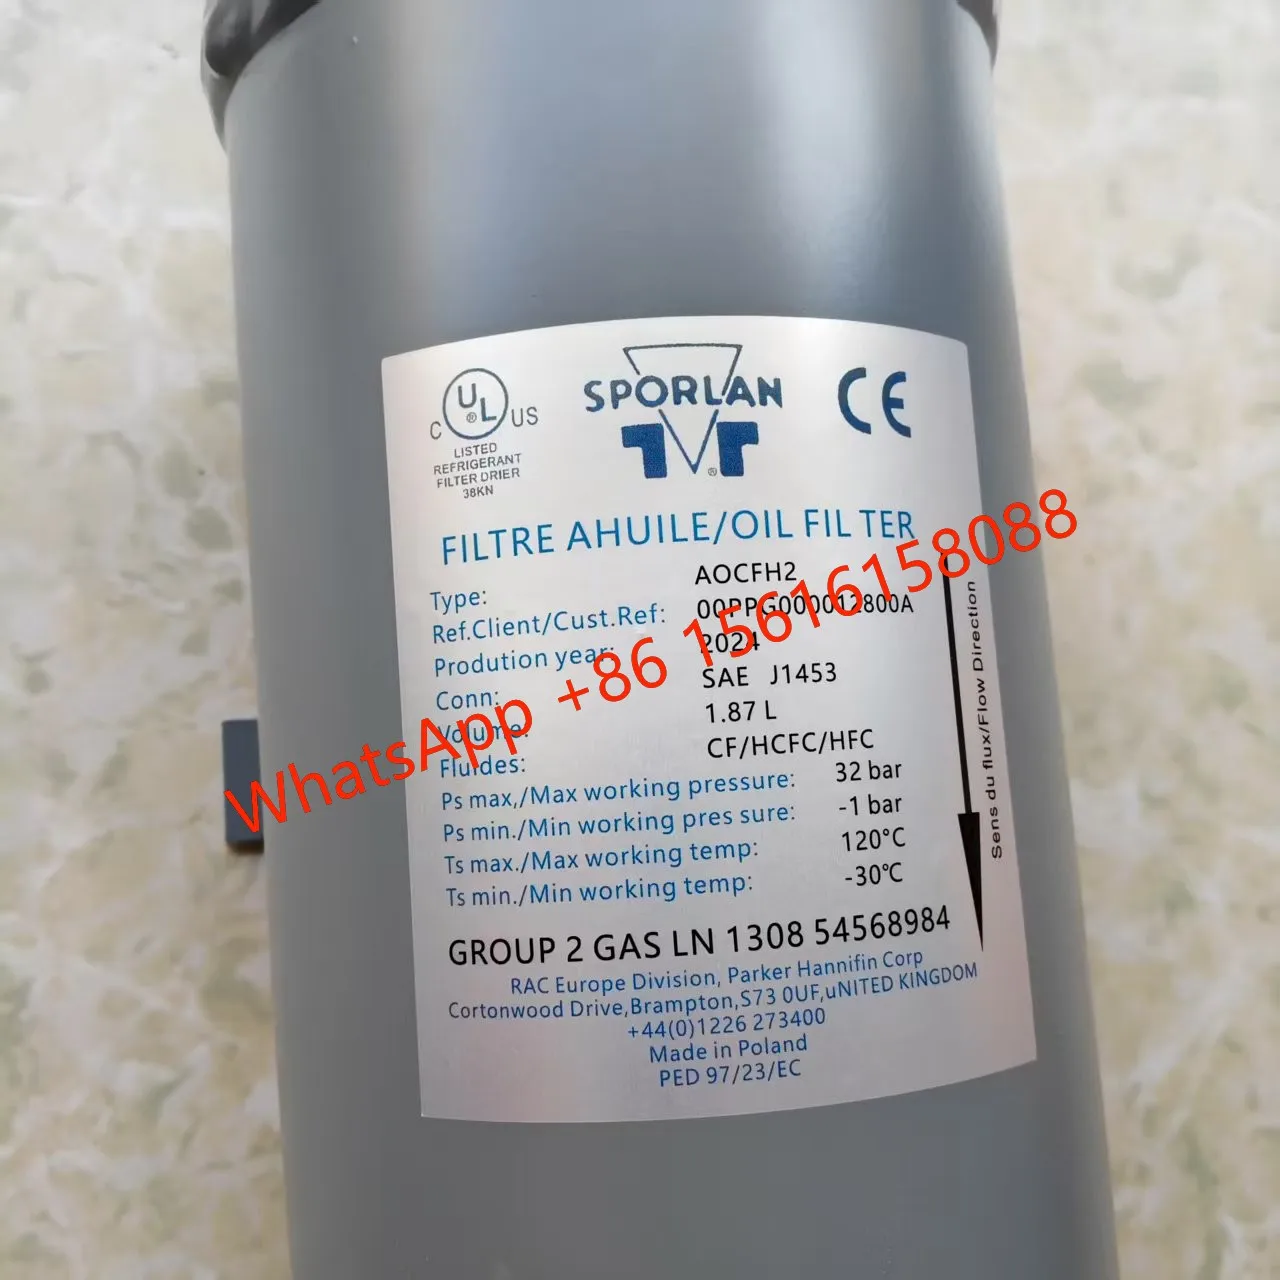 C UL ® US
LISTED
REFRIGERANT
FILTER DRIER
38KN
SPORLAN
®
CE
FILTRE AHUILE/OIL FIL TER
Type: AOCFH2
Ref.Client/Cust.Ref: 00PPG000012800A
Prodution year: 2024
Conn: SAE J1453
Volume: 1.87 L
Fluides: CF/HCFC/HFC
Ps max,/Max working pressure: 32 bar
Ps min./Min working pres sure: -1 bar
Ts max./Max working temp: 120°C
Ts min./Min working temp: -30°C
Sens du flux/Flow Direction
GROUP 2 GAS LN 1308 54568984
RAC Europe Division, Parker Hannifin Corp
Cortonwood Drive,Brampton,S73 0UF,uNITED KINGDOM
+44(0)1226 273400
Made in Poland
PED 97/23/EC
WhatsApp +86 15616158088